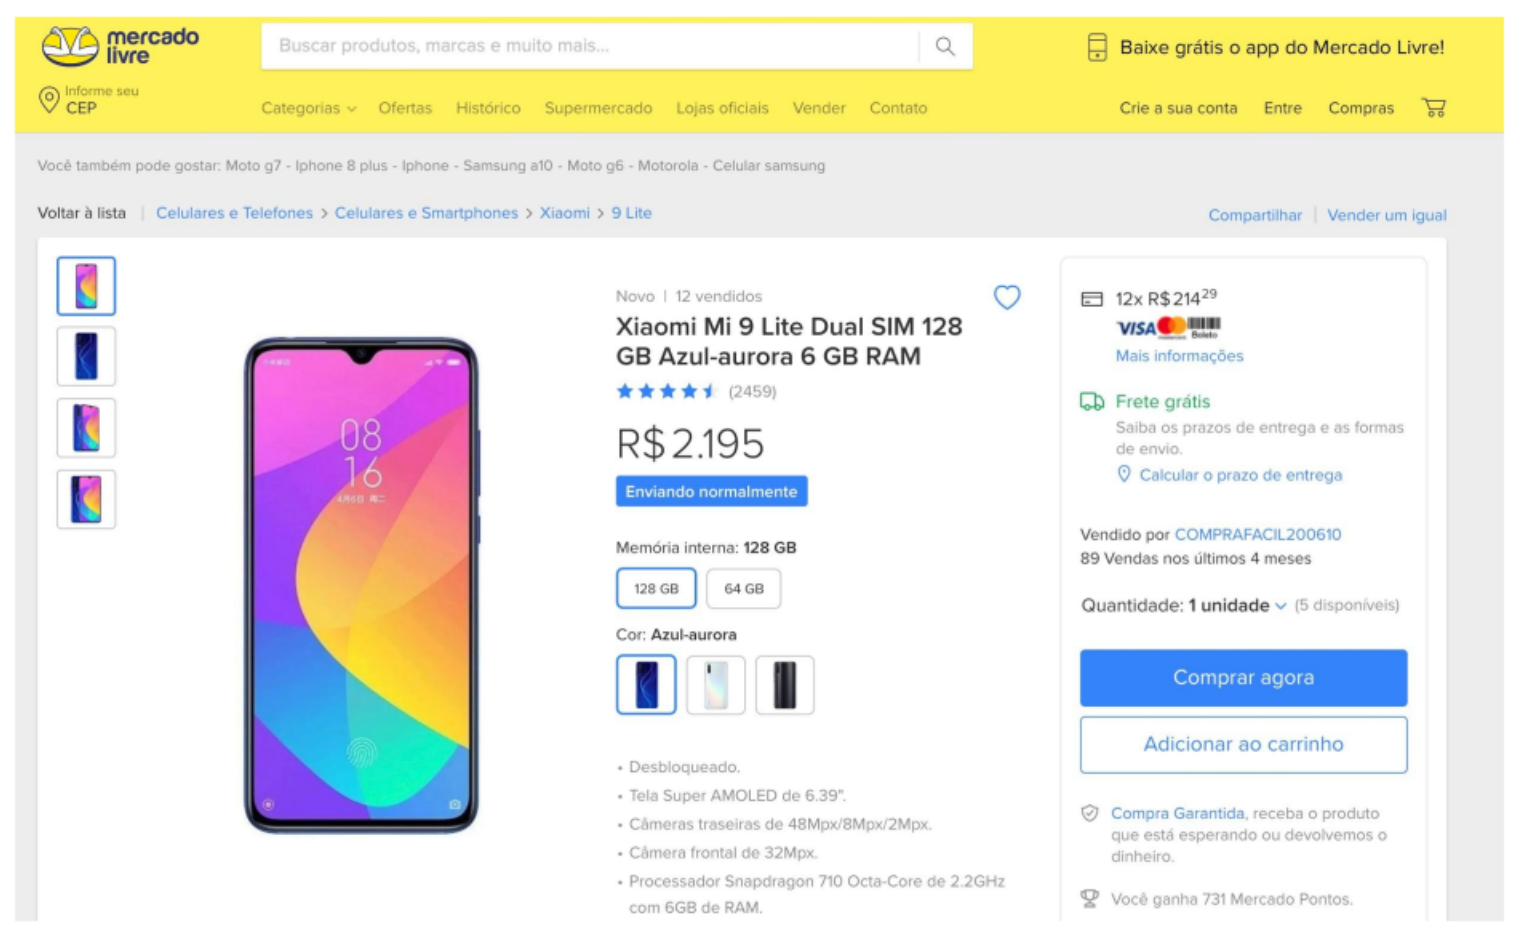 mercado
livre
Buscar produtos, marcas e muito mais...
Baixe grátis o app do Mercado Livre!
Informe seu
CEP
Categorias Ofertas Histórico Supermercado Lojas oficiais Vender Contato
Crie a sua conta Entre Compras
Você também pode gostar: Moto g7 - Iphone 8 plus - Iphone - Samsung a10 - Moto g6 - Motorola - Celular samsung
Voltar à lista | Celulares e Telefones > Celulares e Smartphones > Xiaomi > 9 Lite
Compartilhar | Vender um igual
08
16
Novo | 12 vendidos
Xiaomi Mi 9 Lite Dual SIM 128
GB Azul-aurora 6 GB RAM
(2459)
R$ 2.195
Enviando normalmente
Memória interna: 128 GB
128 GB 64 GB
Cor: Azul-aurora
• Desbloqueado.
• Tela Super AMOLED de 6.39".
• Câmeras traseiras de 48Mpx/8Mpx/2Mpx.
• Câmera frontal de 32Mpx.
• Processador Snapdragon 710 Octa-Core de 2.2GHz
com 6GB de RAM.
12x R$ 214 29
VISA Boleto
Mais informações
Frete grátis
Saiba os prazos de entrega e as formas
de envio.
Calcular o prazo de entrega
Vendido por COMPRAFACIL200610
89 Vendas nos últimos 4 meses
Quantidade: 1 unidade (5 disponíveis)
Comprar agora
Adicionar ao carrinho
Compra Garantida, receba o produto
que está esperando ou devolvemos o
dinheiro.
Você ganha 731 Mercado Pontos.